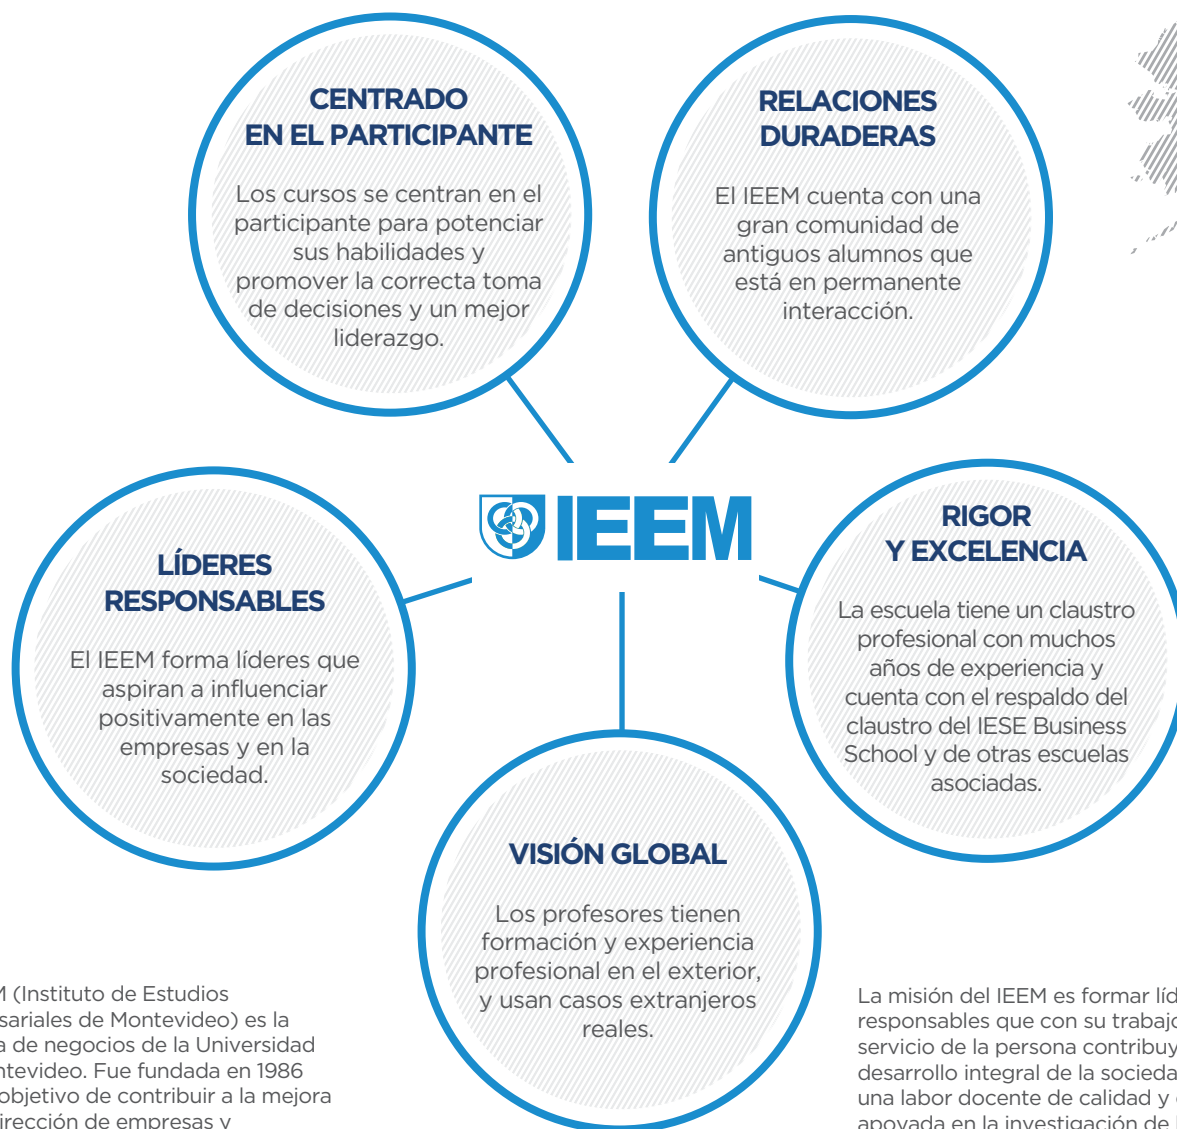 CENTRADO
EN EL PARTICIPANTE
Los cursos se centran en el
participante para potenciar
sus habilidades y
promover la correcta toma
de decisiones y un mejor
liderazgo.
RELACIONES
DURADERAS
El IEEM cuenta con una
gran comunidad de
antiguos alumnos que
está en permanente
interacción.
IEEM
LÍDERES
RESPONSABLES
El IEEM forma líderes que
aspiran a influenciar
positivamente en las
empresas y en la
sociedad.
RIGOR
Y EXCELENCIA
La escuela tiene un claustro
profesional con muchos
años de experiencia y
cuenta con el respaldo del
claustro del IESE Business
School y de otras escuelas
asociadas.
VISIÓN GLOBAL
Los profesores tienen
formación y experiencia
profesional en el exterior,
y usan casos extranjeros
reales.
(Instituto de Estudios
de Montevideo) es la
de negocios de la Universidad
Fue fundada en 1986
objetivo de contribuir a la mejora
de empresas y
La misión del IEEM es formar
responsables que con su
servicio de la persona
desarrollo integral de la
una labor docente de calidad y
apoyada en la investigación de